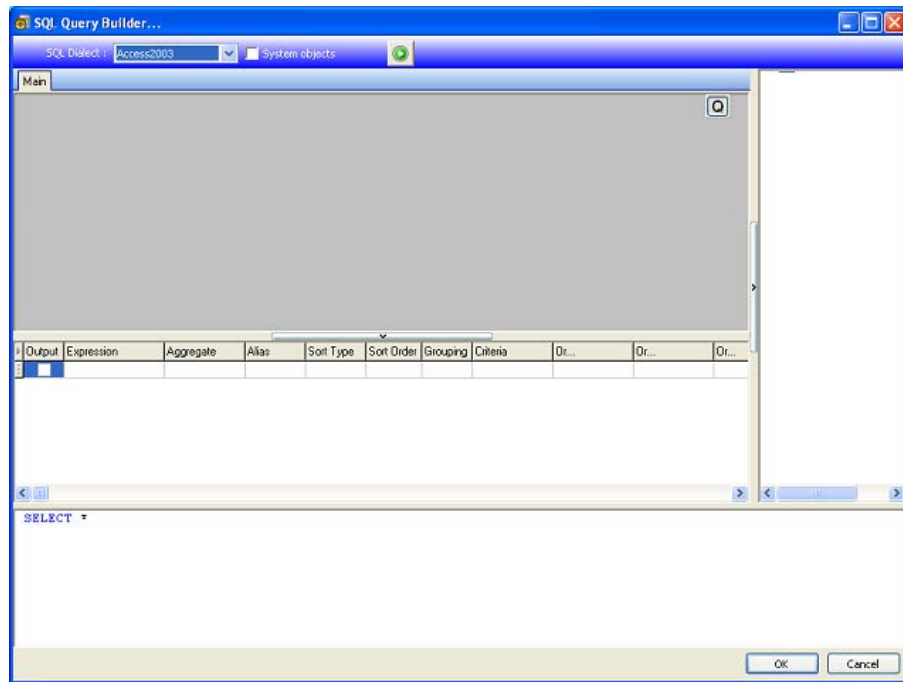 SQL Query Builder...
SQL Dialect : Access2003 System objects
Main
Q
Output Expression Aggregate Alias Sort Type Sort Order Grouping Criteria Or... Or... Or...
SELECT *
OK Cancel